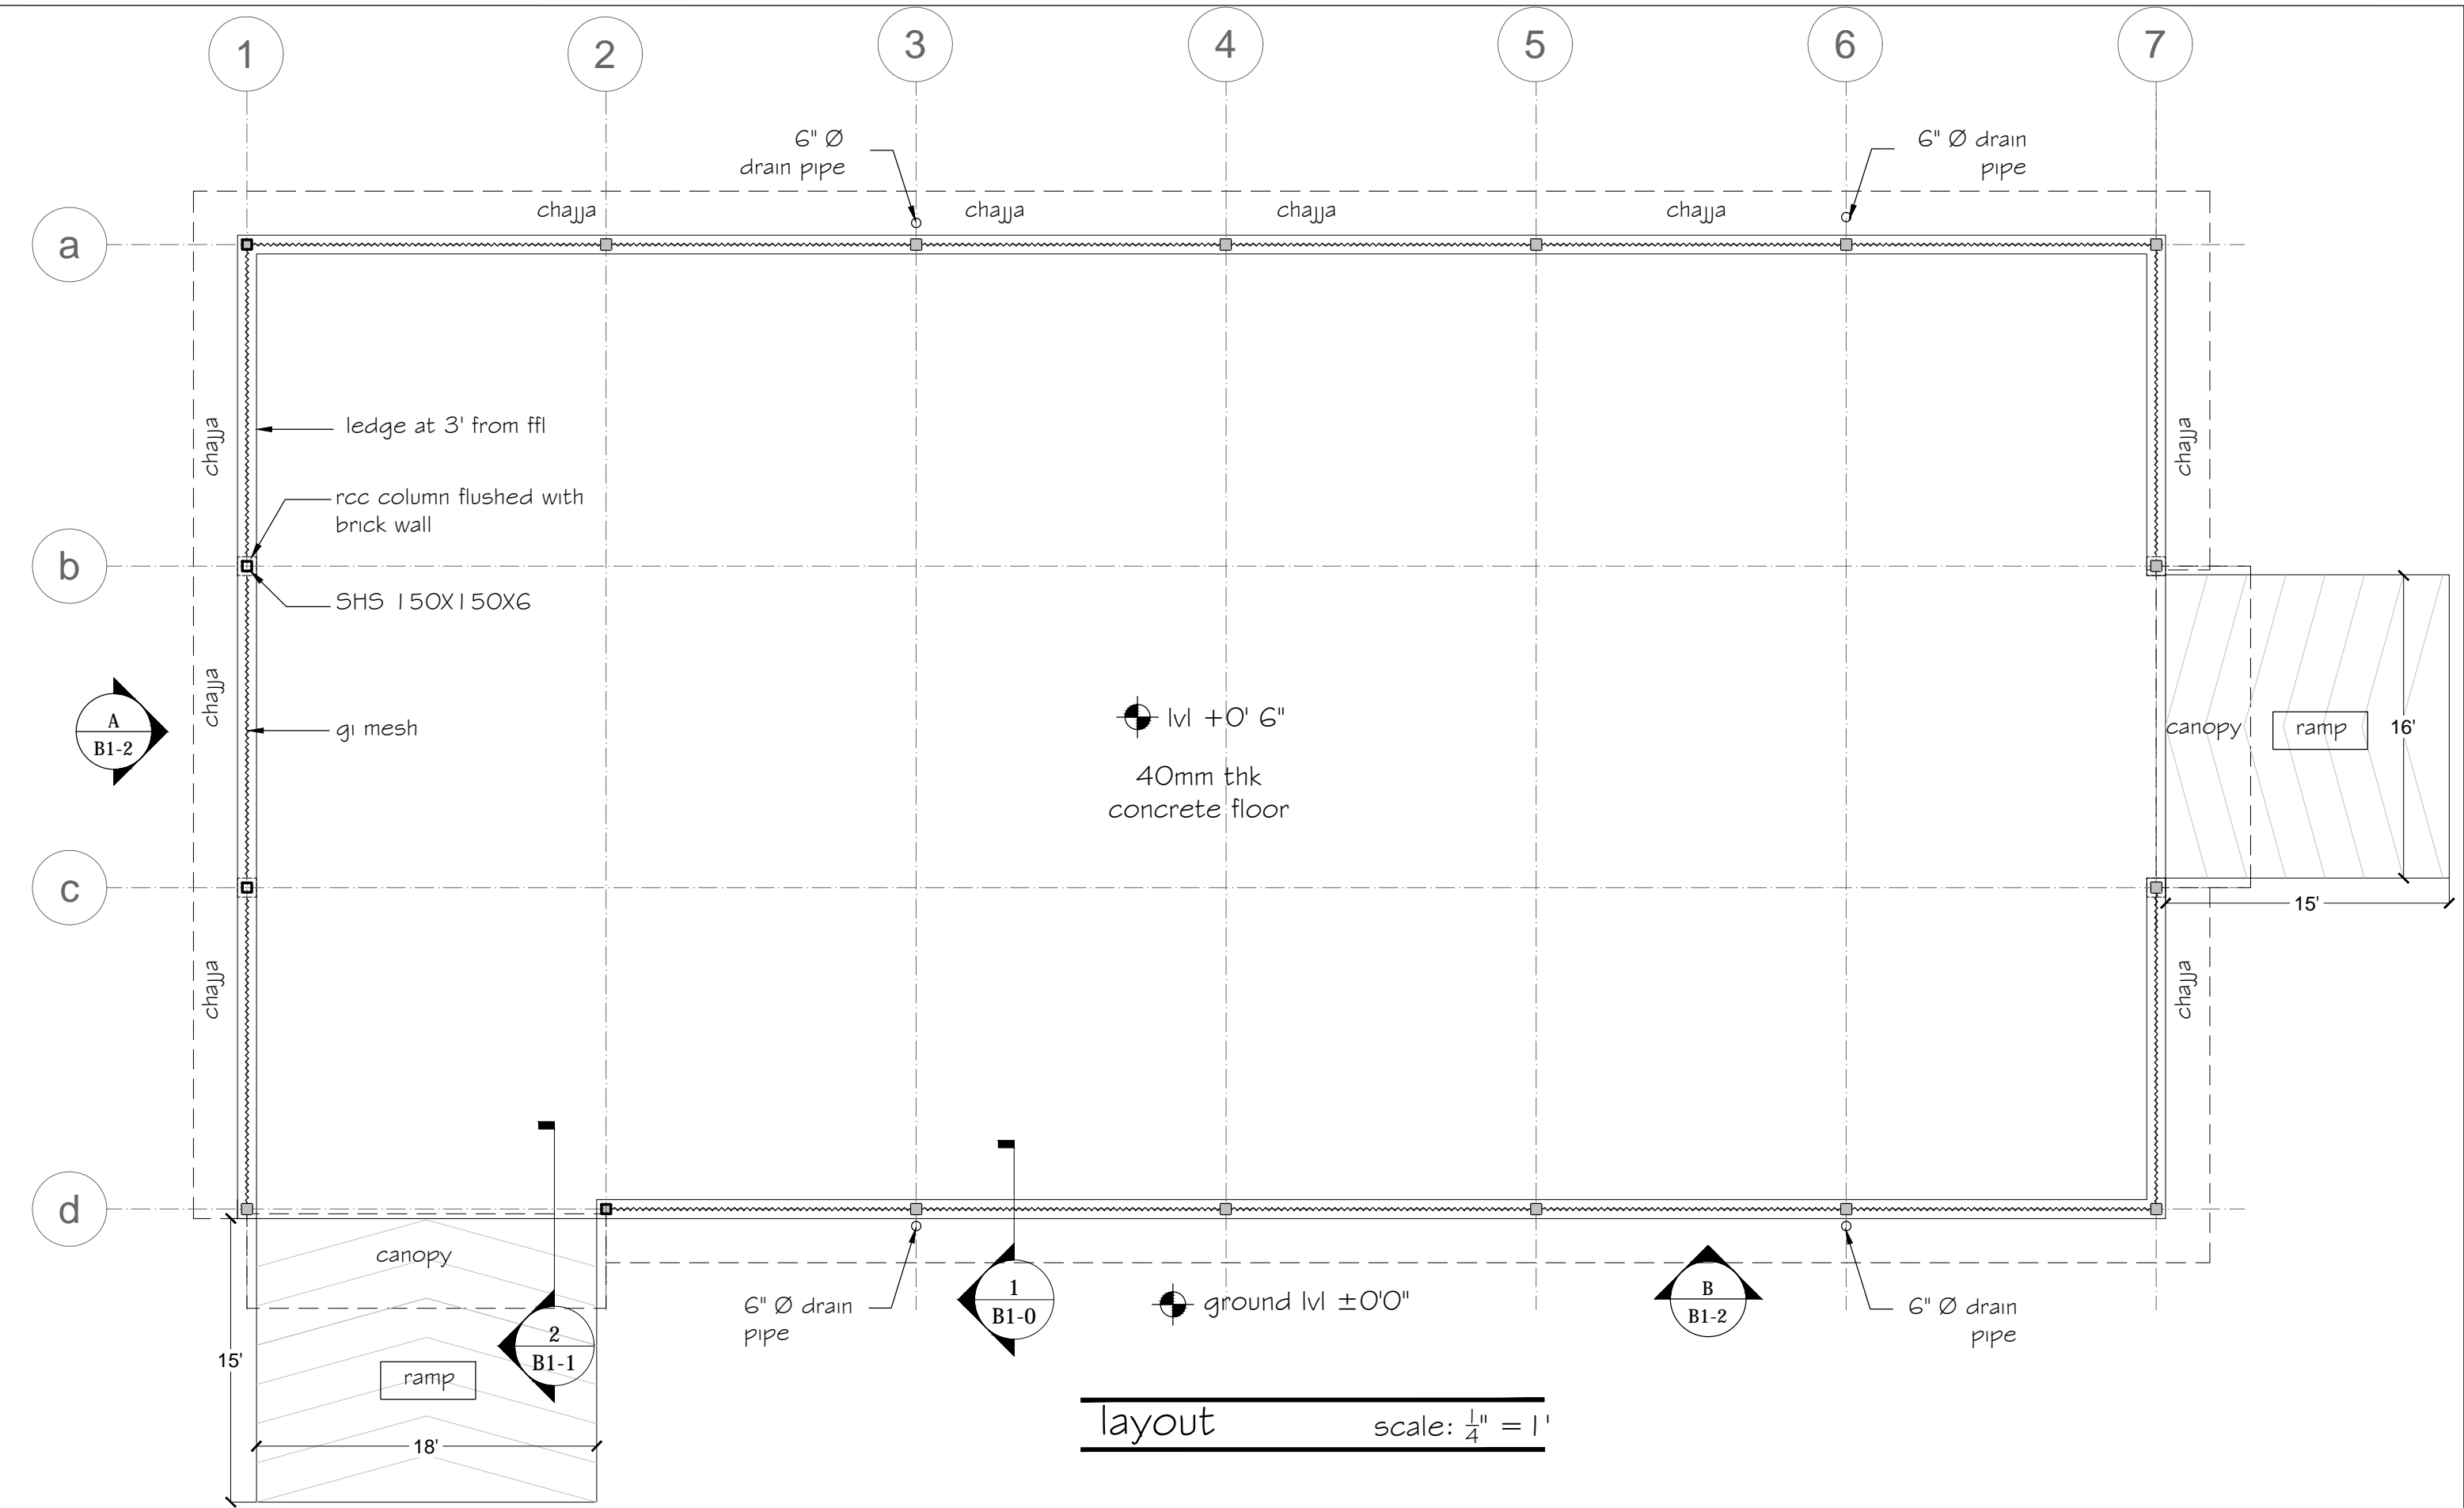 1
2
3
4
5
6
7
6" Ø
drain pipe
6" Ø drain
pipe
chajja
chajja
chajja
chajja
a
ledge at 3' from ffl
chajja
chajja
rcc column flushed with
brick wall
b
SHS 150X150X6
chajja
A
B1-2
gi mesh
lvl +0' 6"
40mm thk
concrete floor
canopy
ramp
16'
c
15'
chajja
chajja
d
canopy
6" Ø drain
pipe
1
B1-0
ground lvl ±0'0"
B
B1-2
6" Ø drain
pipe
2
B1-1
15'
ramp
18'
layout
scale: 1/4" = 1'